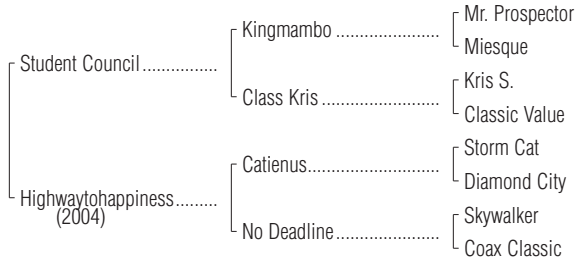 Mr. Prospector
Kingmambo ....................
Miesque
Student Council ...............
Kris S.
Class Kris .......................
Classic Value
Storm Cat
Catienus .........................
Diamond City
Highwaytohappiness.........
(2004)
Skywalker
No Deadline ....................
Coax Classic